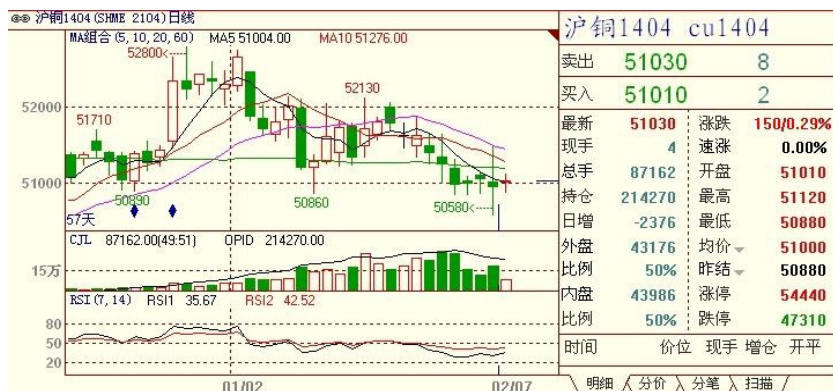 沪铜1404(SHME 2104)日线
MA组合(5,10,20,60) MA5 51004.00 MA10 51276.00
52800
52130
52000
51710
51000
50890
50860
50580
57天
CJL 87162.00(49:51) OPID 214270.00
15万
RSI(7,14) RSI1 35.67 RSI2 42.52
80
50
20
01/02 02/07
沪铜1404 cu1404
卖出 51030 8
买入 51010 2
最新 51030 涨跌 150/0.29%
现手 4 速涨 0.00%
总手 87162 开盘 51010
持仓 214270 最高 51120
日增 -2376 最低 50880
外盘 43176 均价 51000
比例 50% 昨结 50880
内盘 43986 涨停 54440
比例 50% 跌停 47310
时间 价位 现手 增仓 开平
明细 分价 分笔 扫描